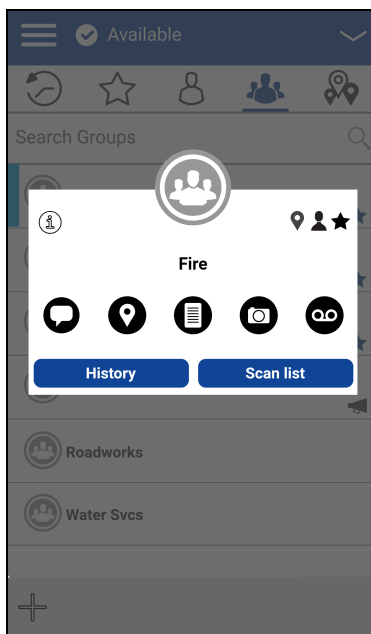 Available
Search Groups
Fire
History
Scan list
Roadworks
Water Svcs